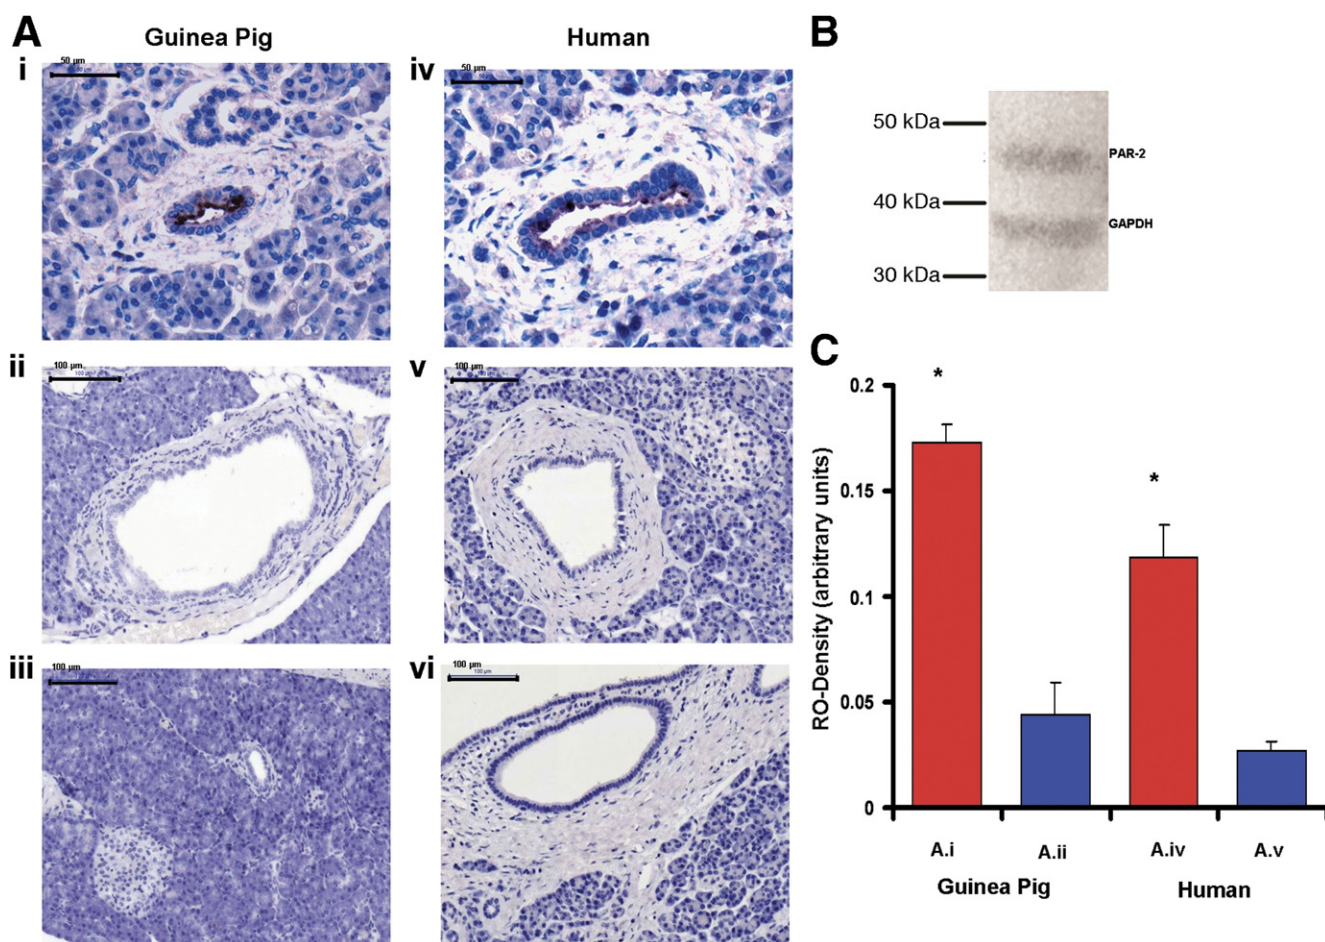 A
Guinea Pig
Human
B
i
50 µm
iv
50 µm
50 kDa
PAR-2
40 kDa
GAPDH
30 kDa
ii
100 µm
v
100 µm
C
iii
100 µm
vi
100 µm
100 µm
RO-Density (arbitrary units)
0.2
0.15
0.1
0.05
0
*
*
A.i
A.ii
A.iv
A.v
Guinea Pig
Human